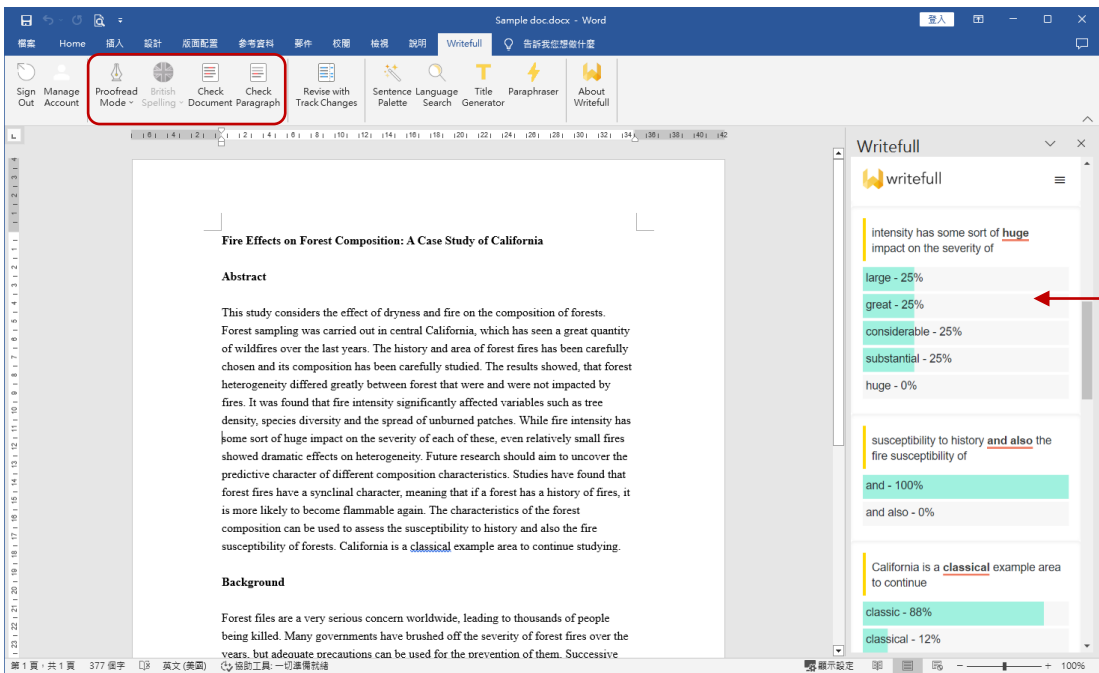 Sample doc.docx - Word
登入
檔案 Home 插入 設計 版面配置 參考資料 郵件 校閱 檢視 說明 Writefull 告訴我您想做什麼
Sign Out
Manage Account
Proofread Mode
British Spelling
Check Document
Check Paragraph
Revise with Track Changes
Sentence Palette
Language Search
Title Generator
Paraphraser
About Writefull
Fire Effects on Forest Composition: A Case Study of California
Abstract
This study considers the effect of dryness and fire on the composition of forests.
Forest sampling was carried out in central California, which has seen a great quantity
of wildfires over the last years. The history and area of forest fires has been carefully
chosen and its composition has been carefully studied. The results showed, that forest
heterogeneity differed greatly between forest that were and were not impacted by
fires. It was found that fire intensity significantly affected variables such as tree
density, species diversity and the spread of unburned patches. While fire intensity has
some sort of huge impact on the severity of each of these, even relatively small fires
showed dramatic effects on heterogeneity. Future research should aim to uncover the
predictive character of different composition characteristics. Studies have found that
forest fires have a synclinal character, meaning that if a forest has a history of fires, it
is more likely to become flammable again. The characteristics of the forest
composition can be used to assess the susceptibility to history and also the fire
susceptibility of forests. California is a classical example area to continue studying.
Background
Forest files are a very serious concern worldwide, leading to thousands of people
being killed. Many governments have brushed off the severity of forest fires over the
years, but adequate precautions can be used for the prevention of them. Successive
Writefull
writefull
intensity has some sort of huge
impact on the severity of
large - 25%
great - 25%
considerable - 25%
substantial - 25%
huge - 0%
susceptibility to history and also the
fire susceptibility of
and - 100%
and also - 0%
California is a classical example area
to continue
classic - 88%
classical - 12%
第 1 頁，共 1 頁 377 個字 英文 (美國) 協助工具: 一切準備就緒 顯示設定 100%